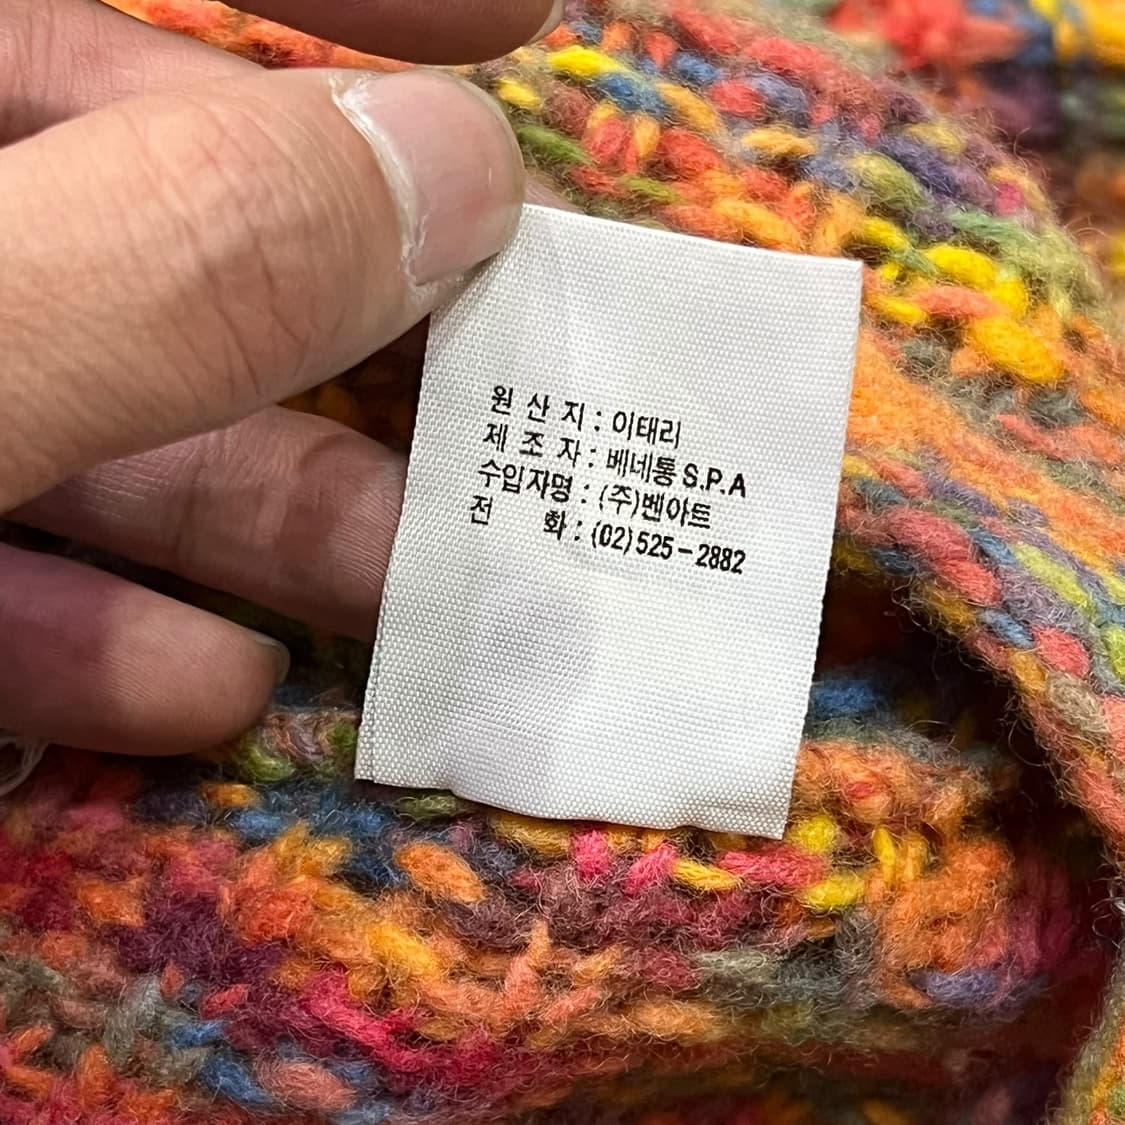 원 산 지 : 이태리
제 조 자 : 베네통 S.P.A
수입자명 : (주)벤아트
전 화 : (02)525-2882